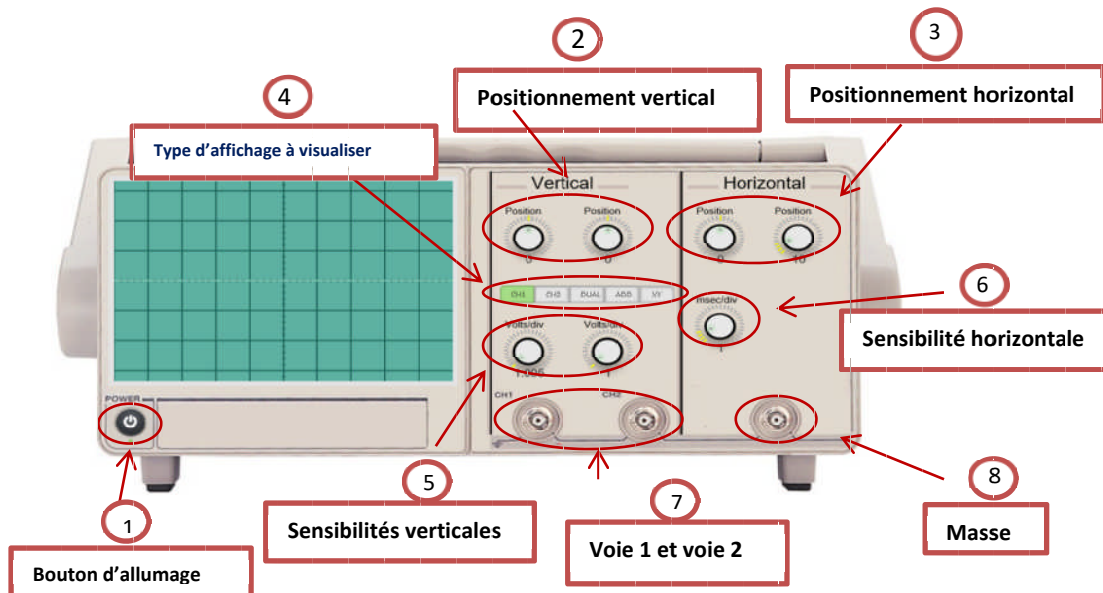 2
3
4
Positionnement vertical
Positionnement horizontal
Type d’affichage à visualiser
Vertical
Horizontal
Position
Position
Position
Position
0
0
0
10
CH1
CH2
DUAL
ADD
msec/div
6
1
Sensibilité horizontale
Volts/div
Volts/div
1.095
1
POWER
CH1
CH2
5
7
8
1
Sensibilités verticales
Voie 1 et voie 2
Masse
Bouton d’allumage